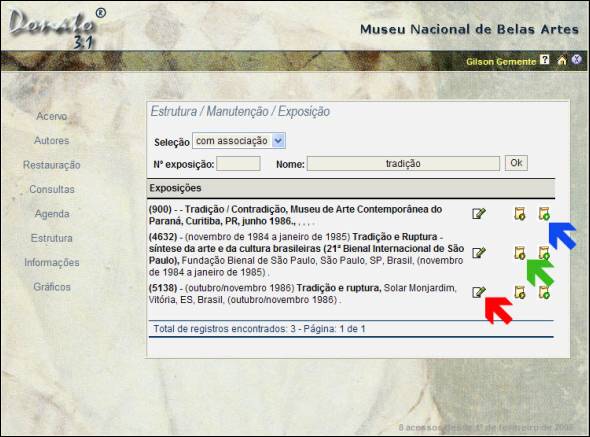 Donato ®
3.1
Museu Nacional de Belas Artes
Gilson Gemente ?
Estrutura / Manutenção / Exposição
Seleção com associação
Nº exposição: Nome: tradição Ok
Exposições
(900) - - Tradição / Contradição, Museu de Arte Contemporânea do
Paraná, Curitiba, PR, junho 1986., , , , .
(4632) - (novembro de 1984 a janeiro de 1985) Tradição e Ruptura -
síntese da arte e da cultura brasileiras (21ª Bienal Internacional de São
Paulo), Fundação Bienal de São Paulo, São Paulo, SP, Brasil, (novembro
de 1984 a janeiro de 1985) .
(5138) - (outubro/novembro 1986) Tradição e ruptura, Solar Monjardim,
Vitória, ES, Brasil, (outubro/novembro 1986) .
Total de registros encontrados: 3 - Página: 1 de 1
Acervo
Autores
Restauração
Consultas
Agenda
Estrutura
Informações
Gráficos
8 acessos desde 1º de fevereiro de